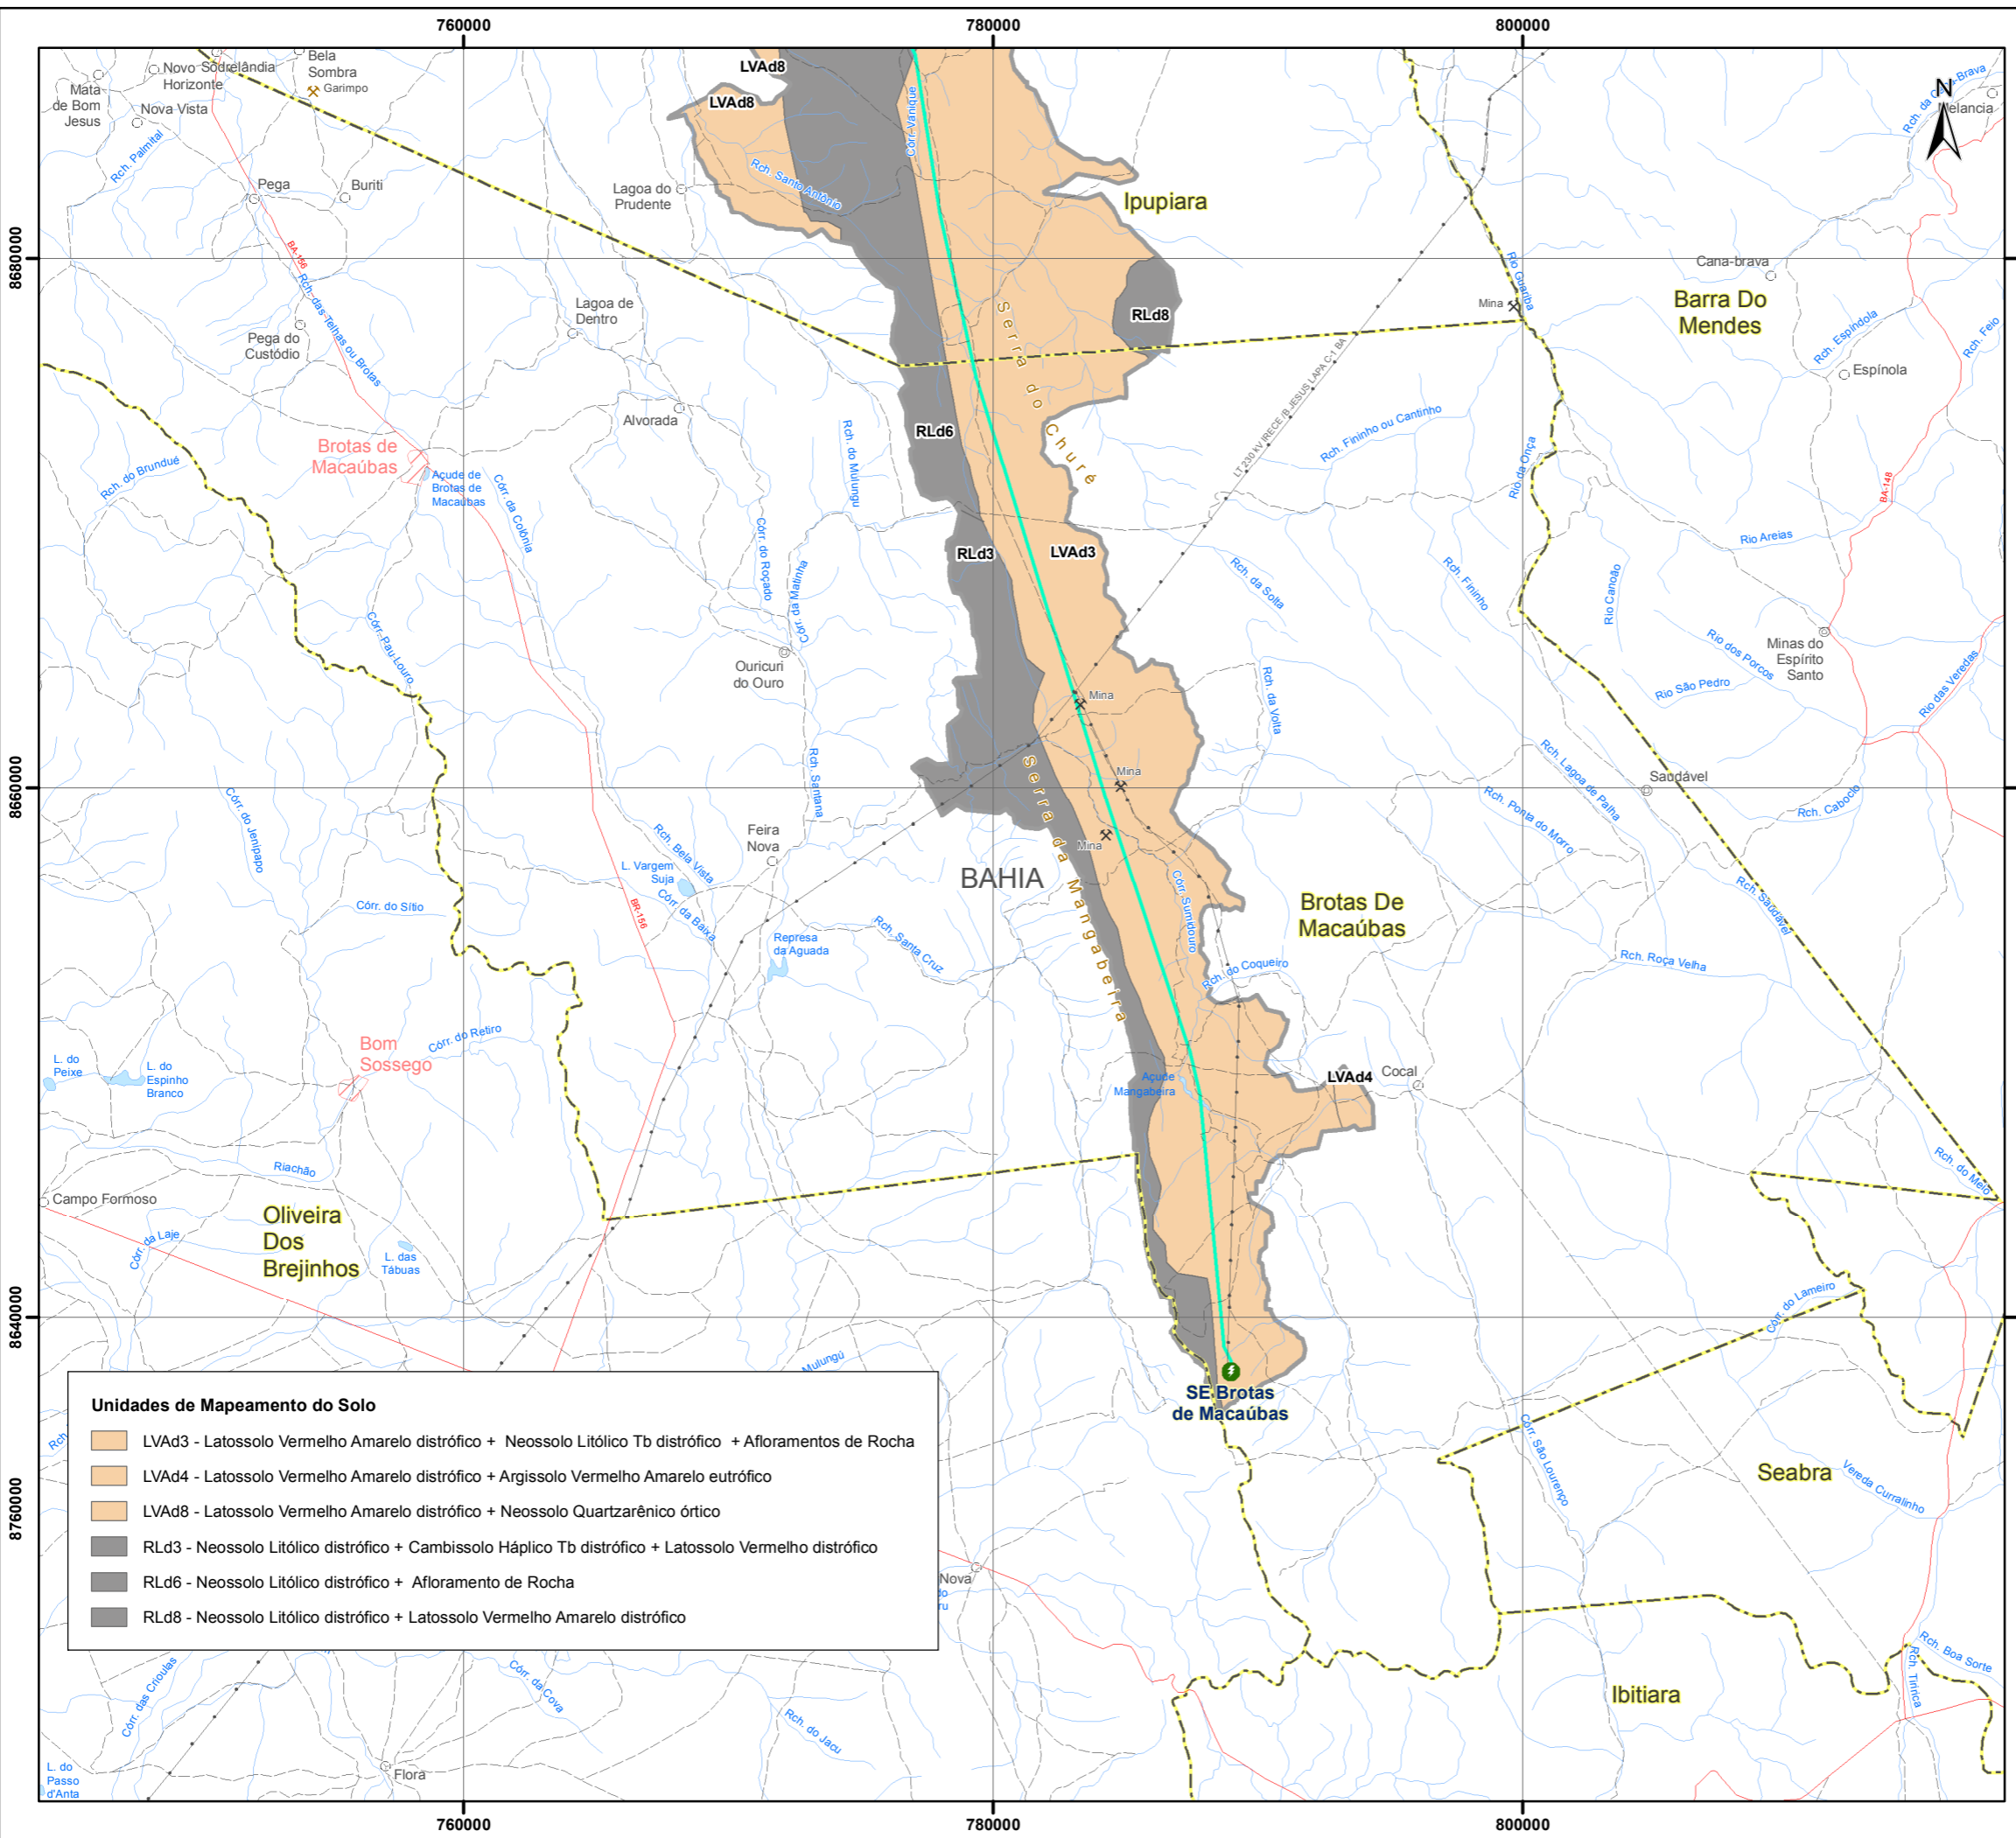 760000
780000
800000
Novo
Horizonte
Sodrelândia
Bela
Sombra
Garimpo
Mata
de Bom
Jesus
Nova Vista
Rch. Palmital
Pega
Buriti
BA-156
Rch. das Telhas ou Brotas
Lagoa do
Prudente
LVAd8
LVAd8
Rch. Santo Antônio
Córr. Vanique
Ipupiara
N
Melancia
8680000
Lagoa de
Dentro
Pega do
Custódio
Alvorada
Serra do Churé
RLd8
Mina
Rio Guariba
Cana-brava
Barra Do
Mendes
Rch. Espíndola
Rch. Feio
Espínola
LT 230 kV IRECE /B.JESUS LAPA C-1 BA
Rch. Fininho ou Cantinho
Brotas de
Macaúbas
Açude de
Brotas de
Macaúbas
Rch. do Brundué
Córr. da Colônia
Rch. do Mulungu
RLd6
Rio da Onça
BA-148
Córr. do Roçado
Córr. da Matinha
RLd3
LVAd3
Rch. da Solta
Rch. Fininho
Rio Areias
Rio Canoão
Córr. Pau Louro
Ouricuri
do Ouro
Rio dos Porcos
Minas do
Espírito
Santo
Rio São Pedro
Rio das Veredas
Rch. da Volta
Mina
Mina
Mina
8660000
Rch. Santana
Serra da Mangabeira
Rch. Lagoa de Palha
Saudável
Rch. Ponta do Morro
Rch. Caboclo
Córr. do Jenipapo
Feira
Nova
Rch. Bela Vista
L. Vargem
Suja
Córr. da Baixa
BR-156
BAHIA
Córr. do Sítio
Represa
da Aguada
Rch. Santa Cruz
Córr. Sumidouro
Rch. do Coqueiro
Brotas De
Macaúbas
Rch. Saudável
Rch. Roça Velha
Bom
Sossego
Córr. do Retiro
L. do
Peixe
L. do
Espinho
Branco
Açude
Mangabeira
LVAd4
Cocal
Riachão
Campo Formoso
Rch. do Meio
Oliveira
Dos
Brejinhos
Córr. da Laje
L. das
Tábuas
Córr. do Lameiro
8640000
Mulungú
SE Brotas
de Macaúbas
Unidades de Mapeamento do Solo
LVAd3 - Latossolo Vermelho Amarelo distrófico + Neossolo Litólico Tb distrófico + Afloramentos de Rocha
LVAd4 - Latossolo Vermelho Amarelo distrófico + Argissolo Vermelho Amarelo eutrófico
LVAd8 - Latossolo Vermelho Amarelo distrófico + Neossolo Quartzarênico órtico
RLd3 - Neossolo Litólico distrófico + Cambissolo Háplico Tb distrófico + Latossolo Vermelho distrófico
RLd6 - Neossolo Litólico distrófico + Afloramento de Rocha
RLd8 - Neossolo Litólico distrófico + Latossolo Vermelho Amarelo distrófico
Rch
8760000
Córr. São Lourenço
Seabra
Vereda Curralinho
Nova
Rch. Boa Sorte
Rch. Tiririca
Ibitiara
Córr. das Crioulas
Córr. da Cova
Rch. do Jacu
Flora
L. do
Passo
d'Anta
760000
780000
800000